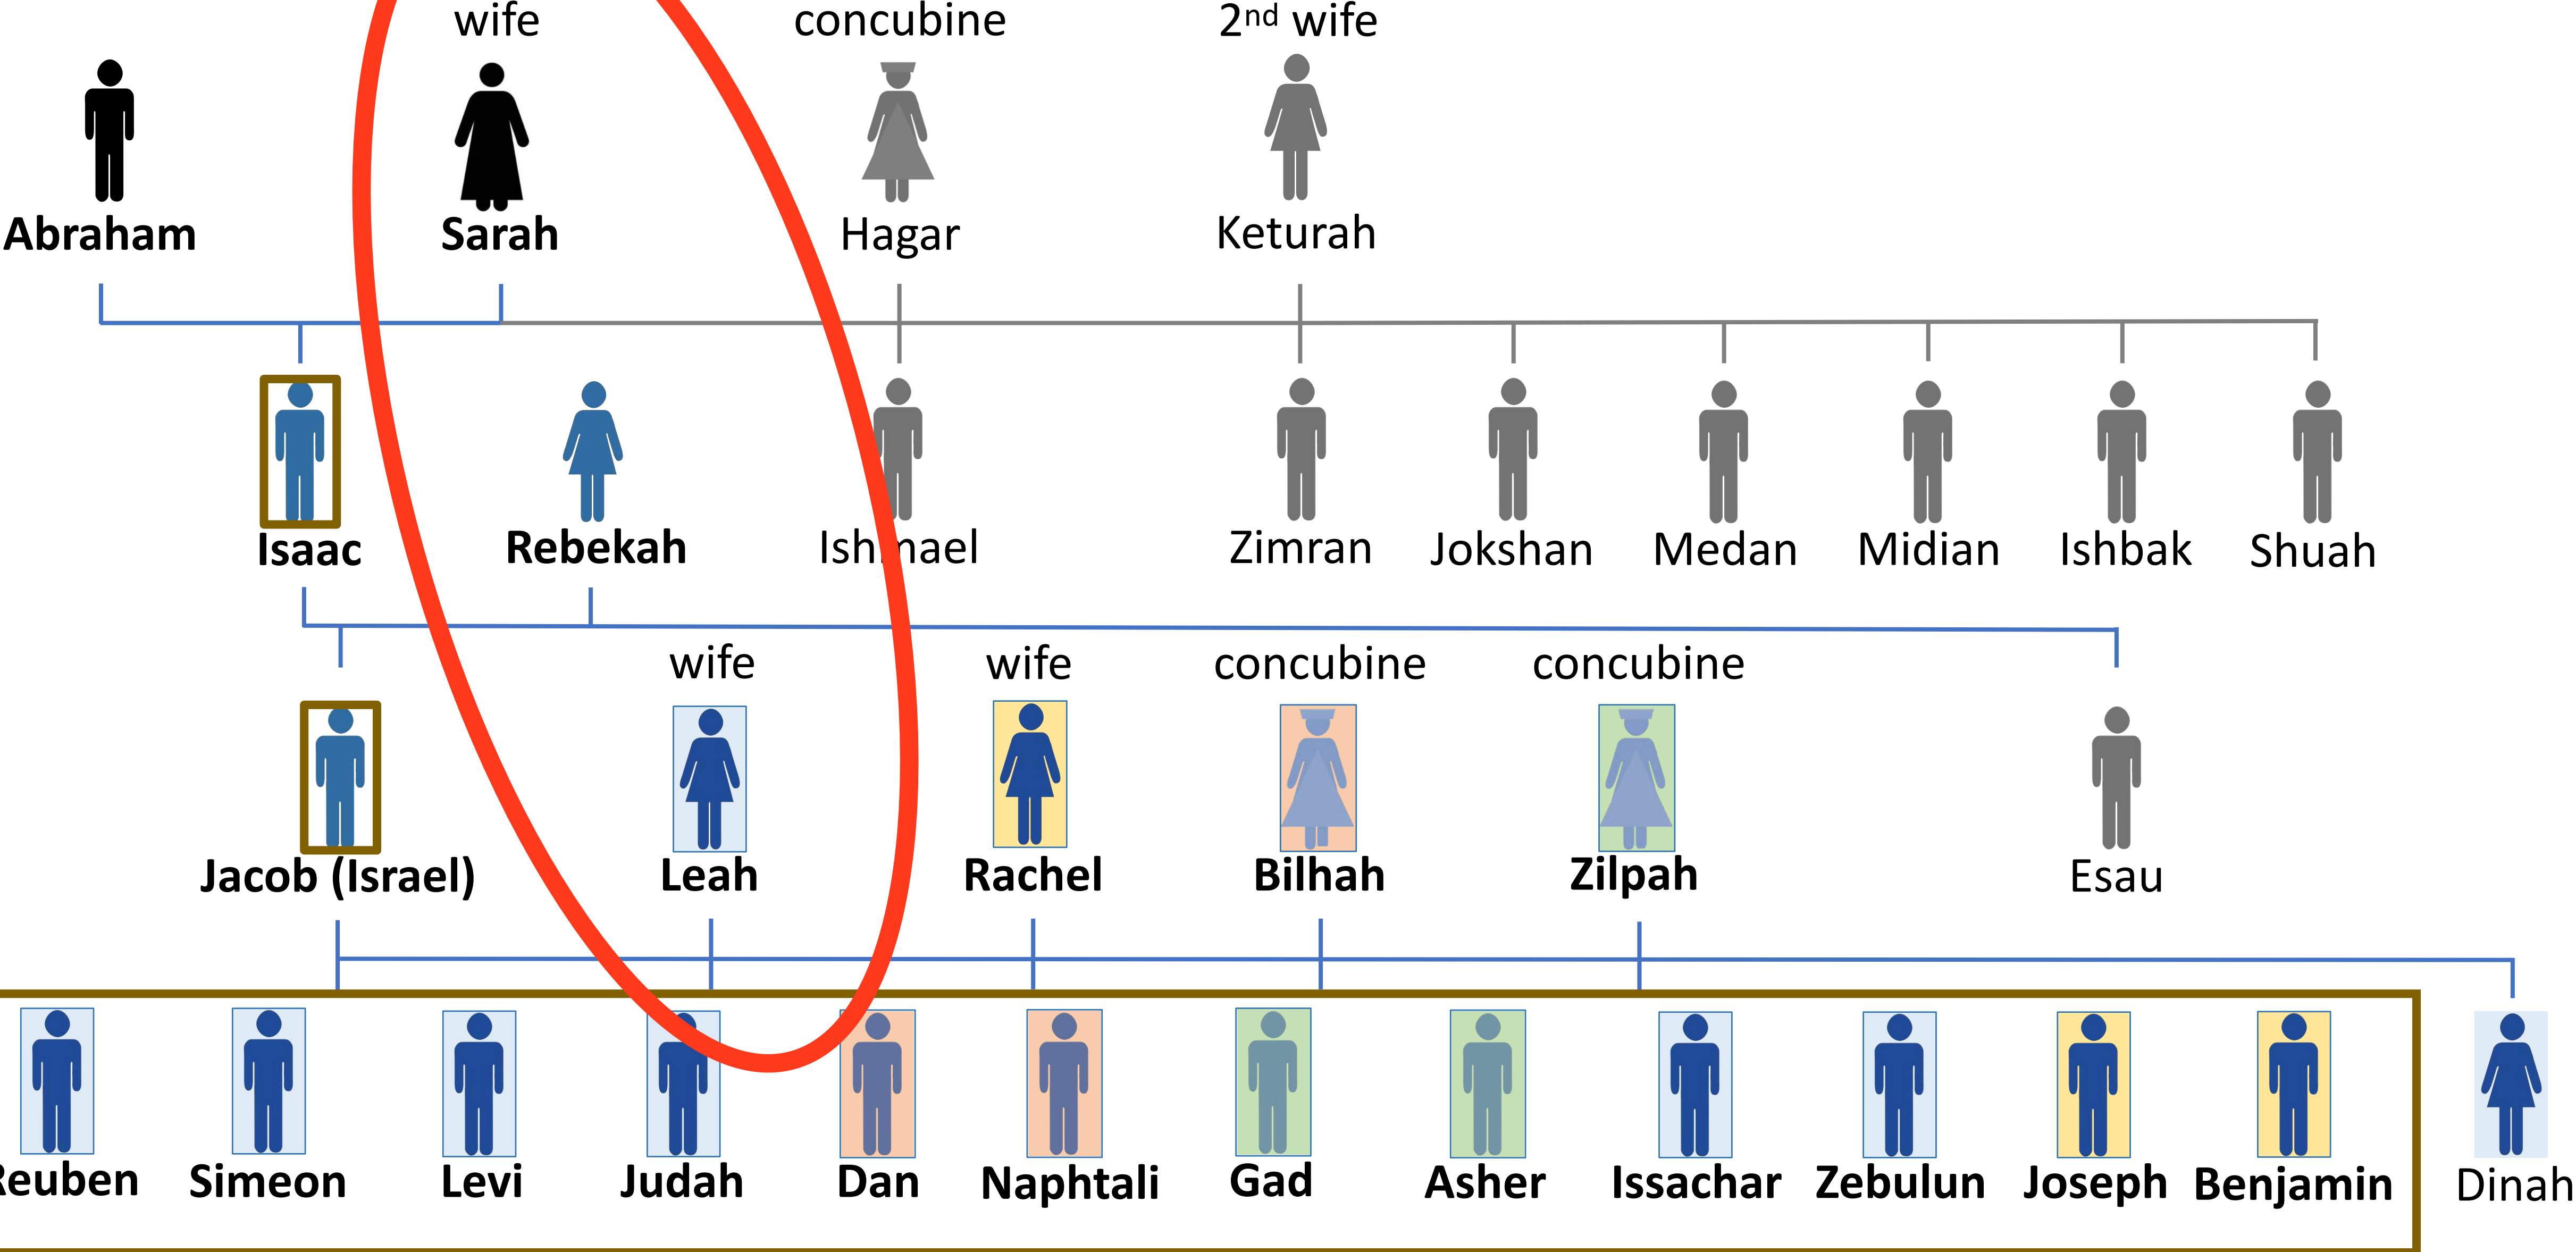 wife concubine 2nd wife
Abraham Sarah Hagar Keturah
Isaac Rebekah Ishmael Zimran Jokshan Medan Midian Ishbak Shuah
wife wife concubine concubine
Jacob (Israel) Leah Rachel Bilhah Zilpah Esau
Reuben Simeon Levi Judah Dan Naphtali Gad Asher Issachar Zebulun Joseph Benjamin Dinah